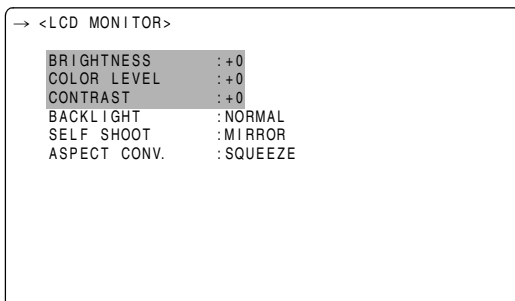 → <LCD MONITOR>
BRIGHTNESS :+0
COLOR LEVEL :+0
CONTRAST :+0
BACKLIGHT :NORMAL
SELF SHOOT :MIRROR
ASPECT CONV. :SQUEEZE